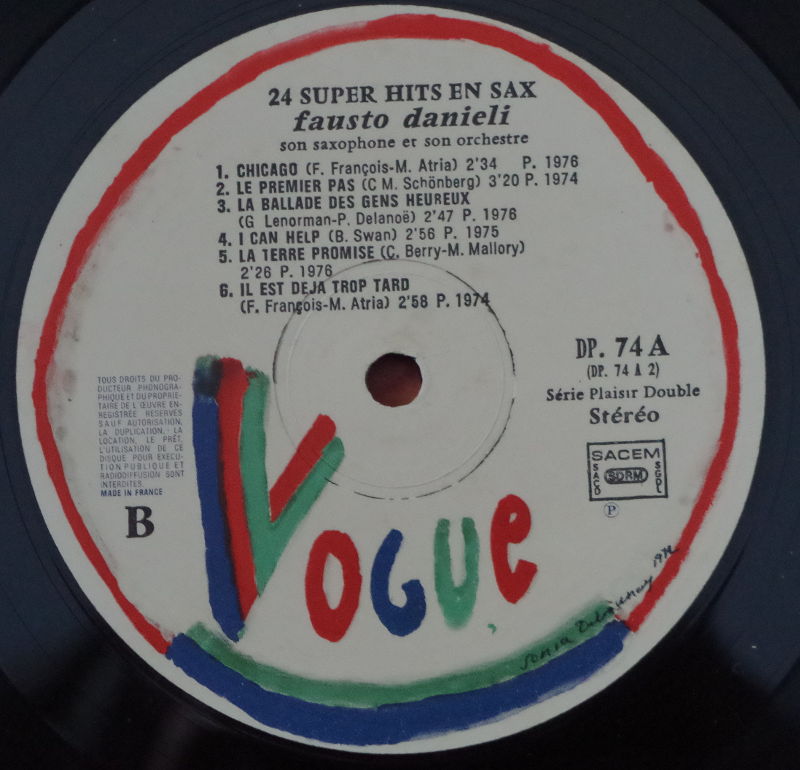 24 SUPER HITS EN SAX
fausto danieli
son saxophone et son orchestre
1. CHICAGO (F. François-M. Atria) 2'34 P. 1976
2. LE PREMIER PAS (C M. Schönberg) 3'20 P. 1974
3. LA BALLADE DES GENS HEUREUX
(G Lenorman-P. Delanoë) 2'47 P. 1976
4. I CAN HELP (B. Swan) 2'56 P. 1975
5. LA TERRE PROMISE (C. Berry-M. Mallory)
2'26 P. 1976
6. IL EST DEJA TROP TARD
(F. François-M. Atria) 2'58 P. 1974
DP. 74 A
(DP. 74 A 2)
Série Plaisir Double
Stéréo
TOUS DROITS DU PRO-
DUCTEUR PHONOGRA-
PHIQUE ET DU PROPRIE-
TAIRE DE L ŒUVRE EN-
REGISTRÉE RÉSERVÉS
SAUF AUTORISATION,
LA DUPLICATION, LA
LOCATION, LE PRÊT,
L'UTILISATION DE CE
DISQUE POUR EXECU-
TION PUBLIQUE ET
RADIODIFFUSION SONT
INTERDITES
MADE IN FRANCE
SACEM
SACD
SDRM
SGDL
Ⓟ
B
VOGUE
Sonia Delaunay 1972